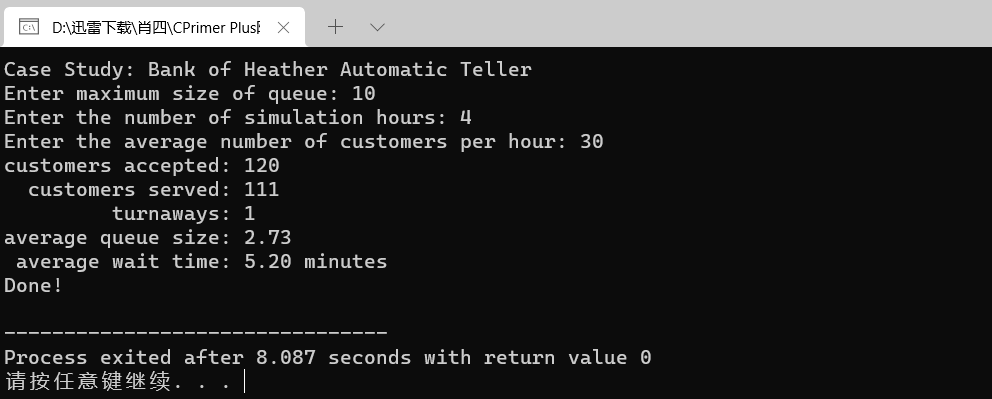 D:\迅雷下载\肖四\CPrimer Plus
Case Study: Bank of Heather Automatic Teller
Enter maximum size of queue: 10
Enter the number of simulation hours: 4
Enter the average number of customers per hour: 30
customers accepted: 120
  customers served: 111
         turnaways: 1
average queue size: 2.73
 average wait time: 5.20 minutes
Done!
--------------------------------
Process exited after 8.087 seconds with return value 0
请按任意键继续. . .